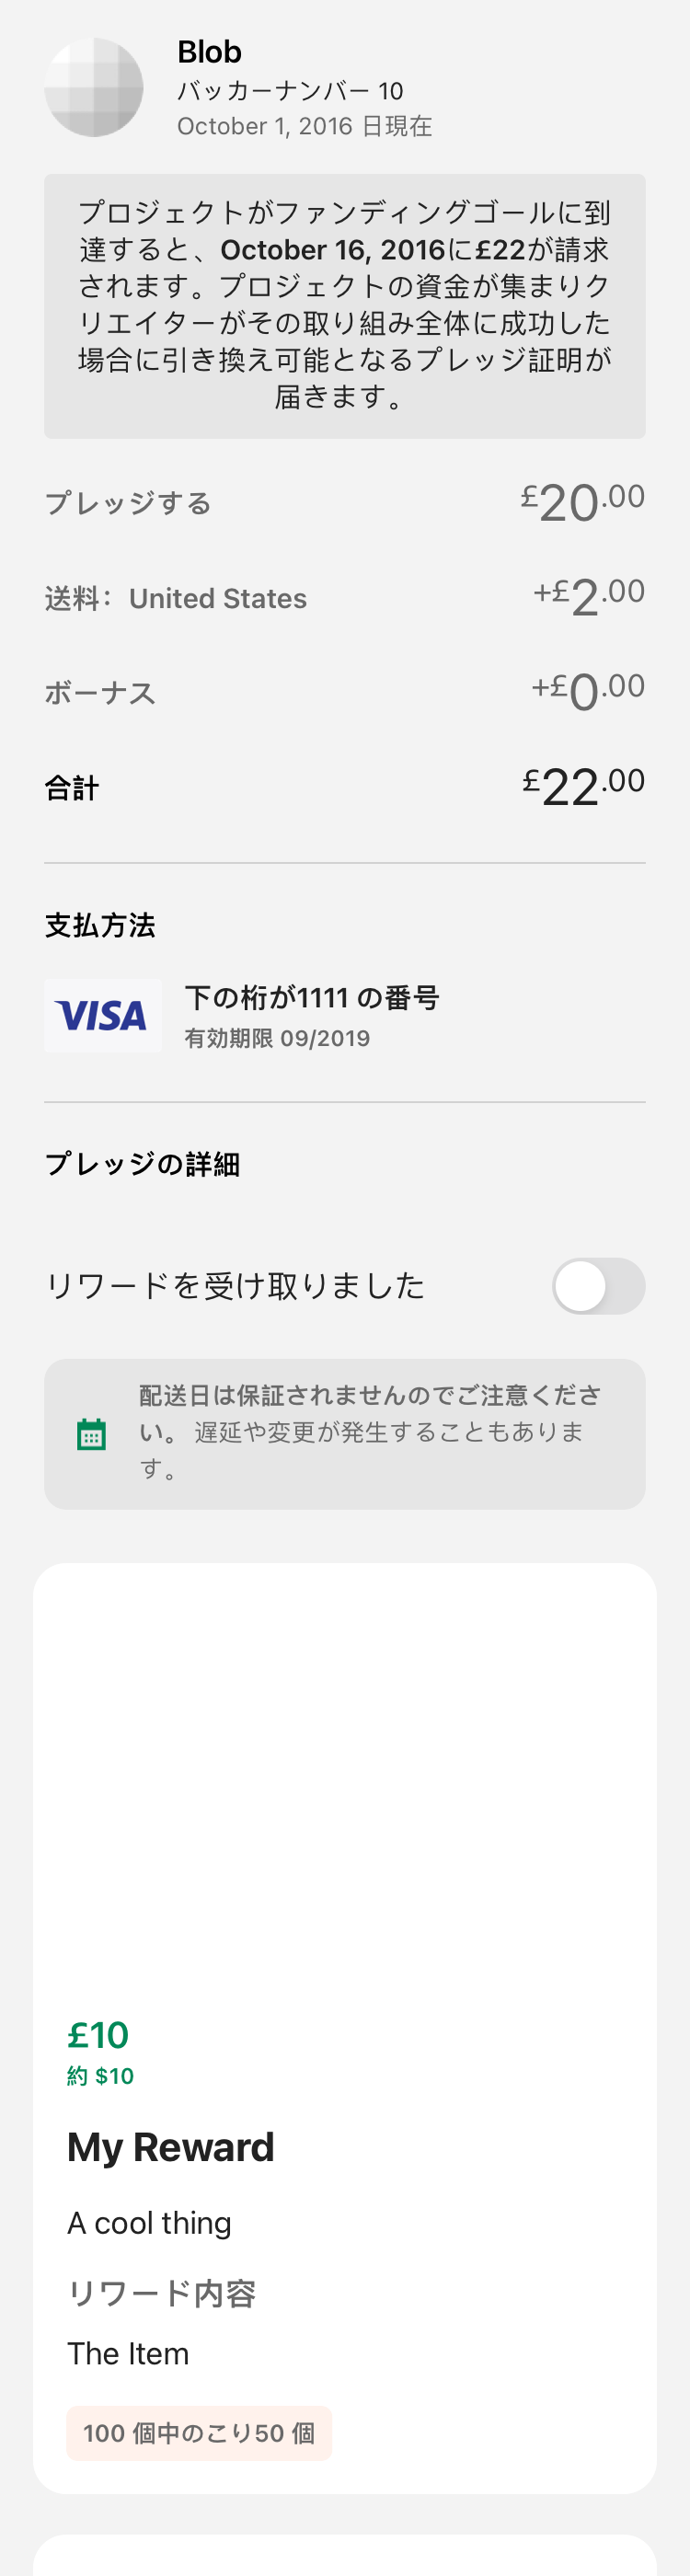 Blob
バッカーナンバー 10
October 1, 2016 日現在
プロジェクトがファンディングゴールに到
達すると、October 16, 2016に£22が請求
されます。プロジェクトの資金が集まりク
リエイターがその取り組み全体に成功した
場合に引き換え可能となるプレッジ証明が
届きます。
プレッジする £20.00
送料： United States +£2.00
ボーナス +£0.00
合計 £22.00
支払方法
VISA
下の桁が1111 の番号
有効期限 09/2019
プレッジの詳細
リワードを受け取りました
配送日は保証されませんのでご注意くださ
い。 遅延や変更が発生することもありま
す。
£10
約 $10
My Reward
A cool thing
リワード内容
The Item
100 個中のこり50 個